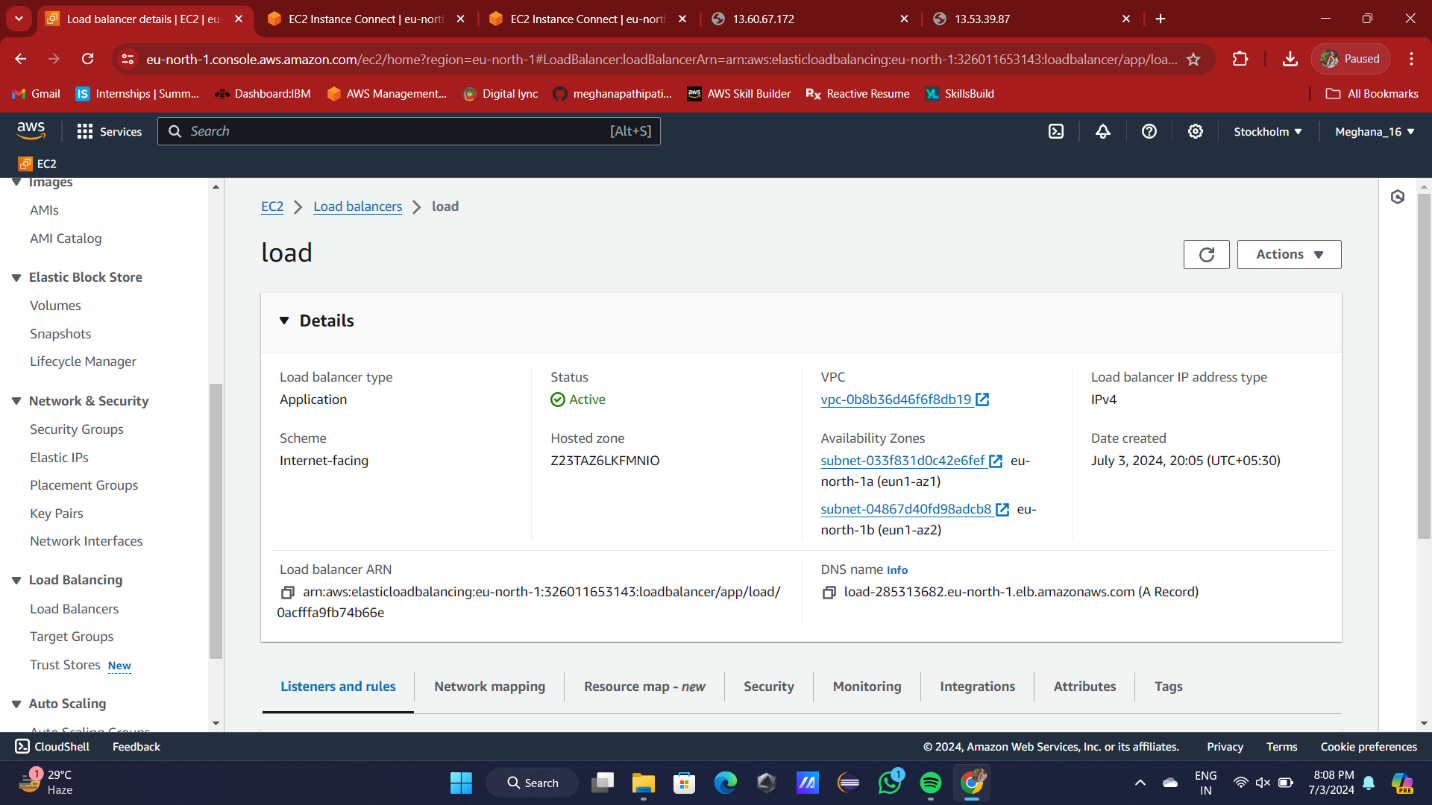 Load balancer details | EC2 | eu-
EC2 Instance Connect | eu-nort
EC2 Instance Connect | eu-nort
13.60.67.172
13.53.39.87
eu-north-1.console.aws.amazon.com/ec2/home?region=eu-north-1#LoadBalancer:loadBalancerArn=arn:aws:elasticloadbalancing:eu-north-1:326011653143:loadbalancer/app/loa...
Paused
Gmail
Internships | Summ...
Dashboard:IBM
AWS Management...
Digital lync
meghanapathipati...
AWS Skill Builder
Reactive Resume
SkillsBuild
All Bookmarks
aws
Services
Search
[Alt+S]
Stockholm
Meghana_16
EC2
Images
AMIs
AMI Catalog
Elastic Block Store
Volumes
Snapshots
Lifecycle Manager
Network & Security
Security Groups
Elastic IPs
Placement Groups
Key Pairs
Network Interfaces
Load Balancing
Load Balancers
Target Groups
Trust Stores New
Auto Scaling
Auto Scaling Groups
EC2 > Load balancers > load
load
Actions
Details
Load balancer type
Application
Status
Active
VPC
vpc-0b8b36d46f6f8db19
Load balancer IP address type
IPv4
Scheme
Internet-facing
Hosted zone
Z23TAZ6LKFMNIO
Availability Zones
subnet-033f831d0c42e6fef eu-
north-1a (eun1-az1)
subnet-04867d40fd98adcb8 eu-
north-1b (eun1-az2)
Date created
July 3, 2024, 20:05 (UTC+05:30)
Load balancer ARN
arn:aws:elasticloadbalancing:eu-north-1:326011653143:loadbalancer/app/load/
0acfffa9fb74b66e
DNS name Info
load-285313682.eu-north-1.elb.amazonaws.com (A Record)
Listeners and rules
Network mapping
Resource map - new
Security
Monitoring
Integrations
Attributes
Tags
CloudShell
Feedback
© 2024, Amazon Web Services, Inc. or its affiliates.
Privacy
Terms
Cookie preferences
1
29°C
Haze
Search
1
ENG
IN
8:08 PM
7/3/2024
PRE